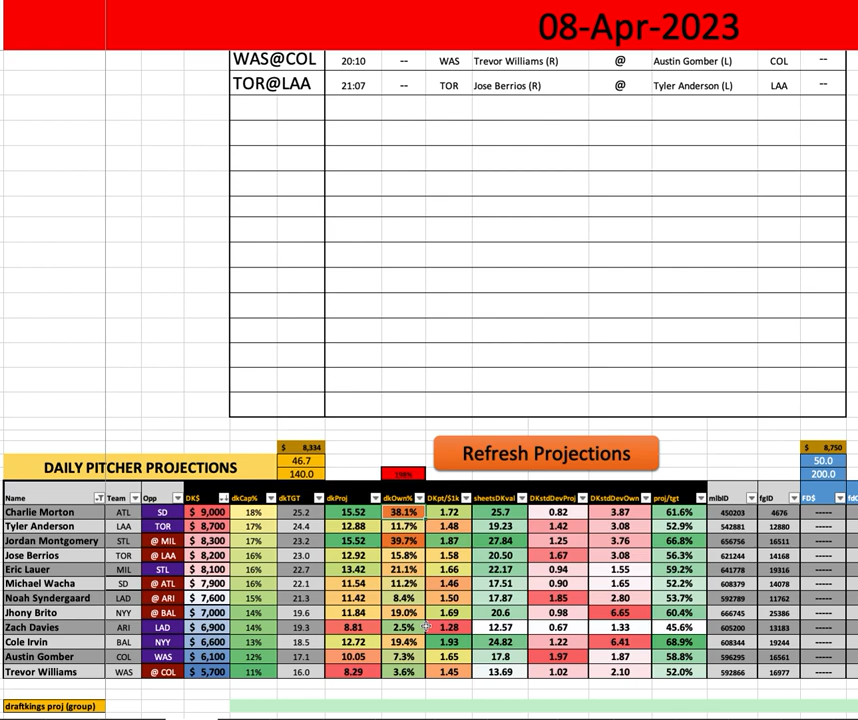 08-Apr-2023
WAS@COL 20:10 -- WAS Trevor Williams (R) @ Austin Gomber (L) COL --
TOR@LAA 21:07 -- TOR Jose Berrios (R) @ Tyler Anderson (L) LAA --
$ 8,334 $ 8,750
DAILY PITCHER PROJECTIONS 46.7 Refresh Projections 50.0
140.0 198% 200.0
Name Team Opp DK$ dkCap% dkTGT dkProj dkOwn% DKpt/$1k sheetsDKval DKstdDevProj DKstdDevOwn proj/tgt mlbID fgID FD$
Charlie Morton ATL SD $ 9,000 18% 25.2 15.52 38.1% 1.72 25.7 0.82 3.87 61.6% 450203 4676 -----
Tyler Anderson LAA TOR $ 8,700 17% 24.4 12.88 11.7% 1.48 19.23 1.42 3.08 52.9% 542881 12880 -----
Jordan Montgomery STL @ MIL $ 8,300 17% 23.2 15.52 39.7% 1.87 27.84 1.25 3.76 66.8% 656756 16511 -----
Jose Berrios TOR @ LAA $ 8,200 16% 23.0 12.92 15.8% 1.58 20.50 1.67 3.08 56.3% 621244 14168 -----
Eric Lauer MIL STL $ 8,100 16% 22.7 13.42 21.1% 1.66 22.17 0.94 1.55 59.2% 641778 19316 -----
Michael Wacha SD @ ATL $ 7,900 16% 22.1 11.54 11.2% 1.46 17.51 0.90 1.65 52.2% 608379 14078 -----
Noah Syndergaard LAD @ ARI $ 7,600 15% 21.3 11.42 8.4% 1.50 17.87 1.85 2.80 53.7% 592789 11762 -----
Jhony Brito NYY @ BAL $ 7,000 14% 19.6 11.84 19.0% 1.69 20.6 0.98 6.65 60.4% 666745 25386 -----
Zach Davies ARI LAD $ 6,900 14% 19.3 8.81 2.5% 1.28 12.57 0.67 1.33 45.6% 605200 13183 -----
Cole Irvin BAL NYY $ 6,600 13% 18.5 12.72 19.4% 1.93 24.82 1.22 6.41 68.9% 608344 19244 -----
Austin Gomber COL WAS $ 6,100 12% 17.1 10.05 7.3% 1.65 17.8 1.97 1.87 58.8% 596295 16561 -----
Trevor Williams WAS @ COL $ 5,700 11% 16.0 8.29 3.6% 1.45 13.69 1.02 2.10 52.0% 592866 16977 -----
draftkings proj (group)